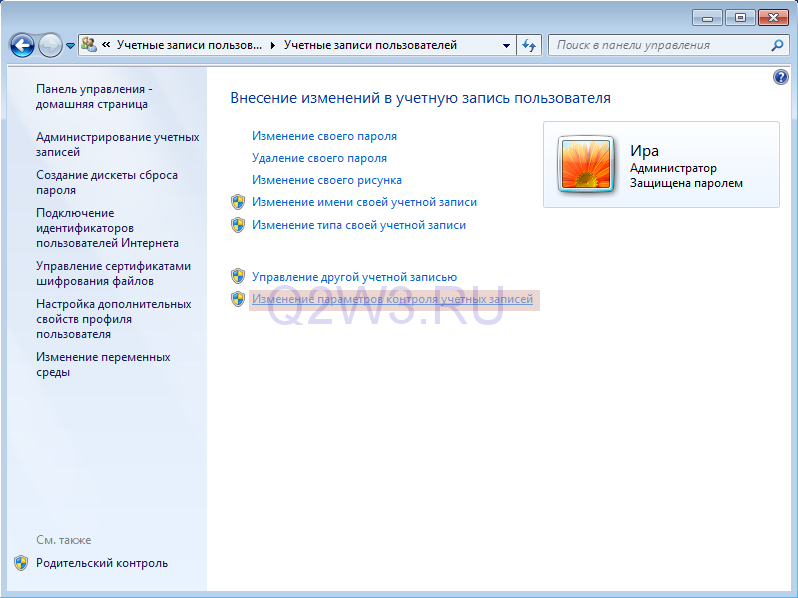 « Учетные записи пользов... ▸ Учетные записи пользователей
Поиск в панели управления
Панель управления -
домашняя страница
Администрирование учетных
записей
Создание дискеты сброса
пароля
Подключение
идентификаторов
пользователей Интернета
Управление сертификатами
шифрования файлов
Настройка дополнительных
свойств профиля
пользователя
Изменение переменных
среды
См. также
Родительский контроль
Внесение изменений в учетную запись пользователя
Изменение своего пароля
Удаление своего пароля
Изменение своего рисунка
Изменение имени своей учетной записи
Изменение типа своей учетной записи
Управление другой учетной записью
Изменение параметров контроля учетных записей
Q2W3.RU
Ира
Администратор
Защищена паролем